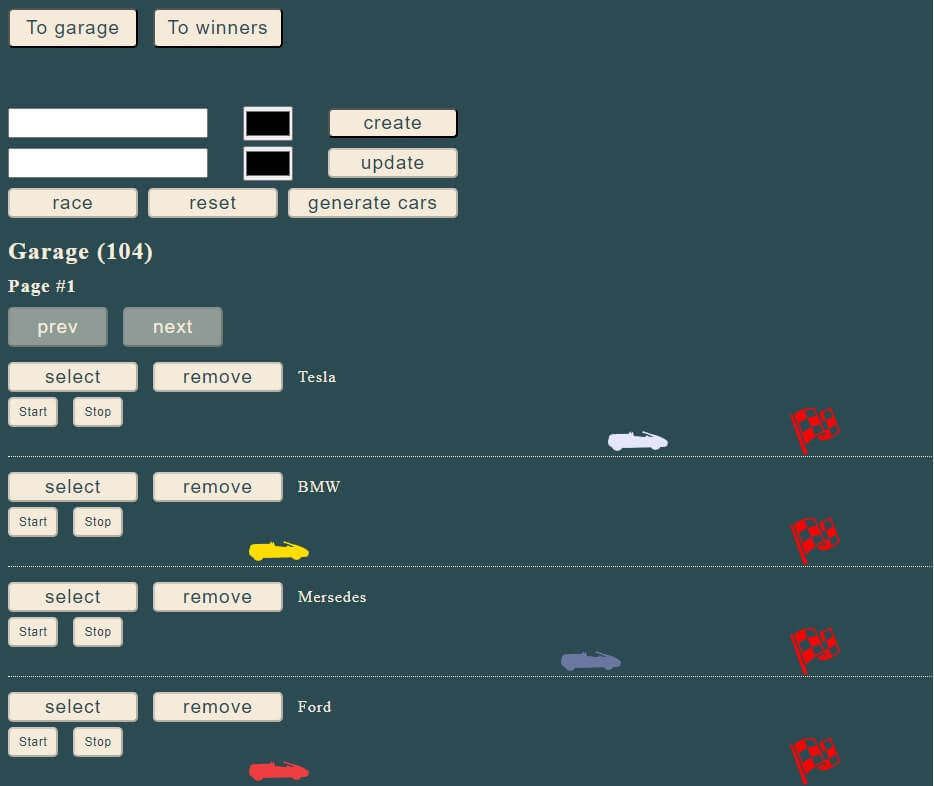 To garage To winners
create
update
race reset generate cars
Garage (104)
Page #1
prev next
select remove Tesla
Start Stop
select remove BMW
Start Stop
select remove Mersedes
Start Stop
select remove Ford
Start Stop